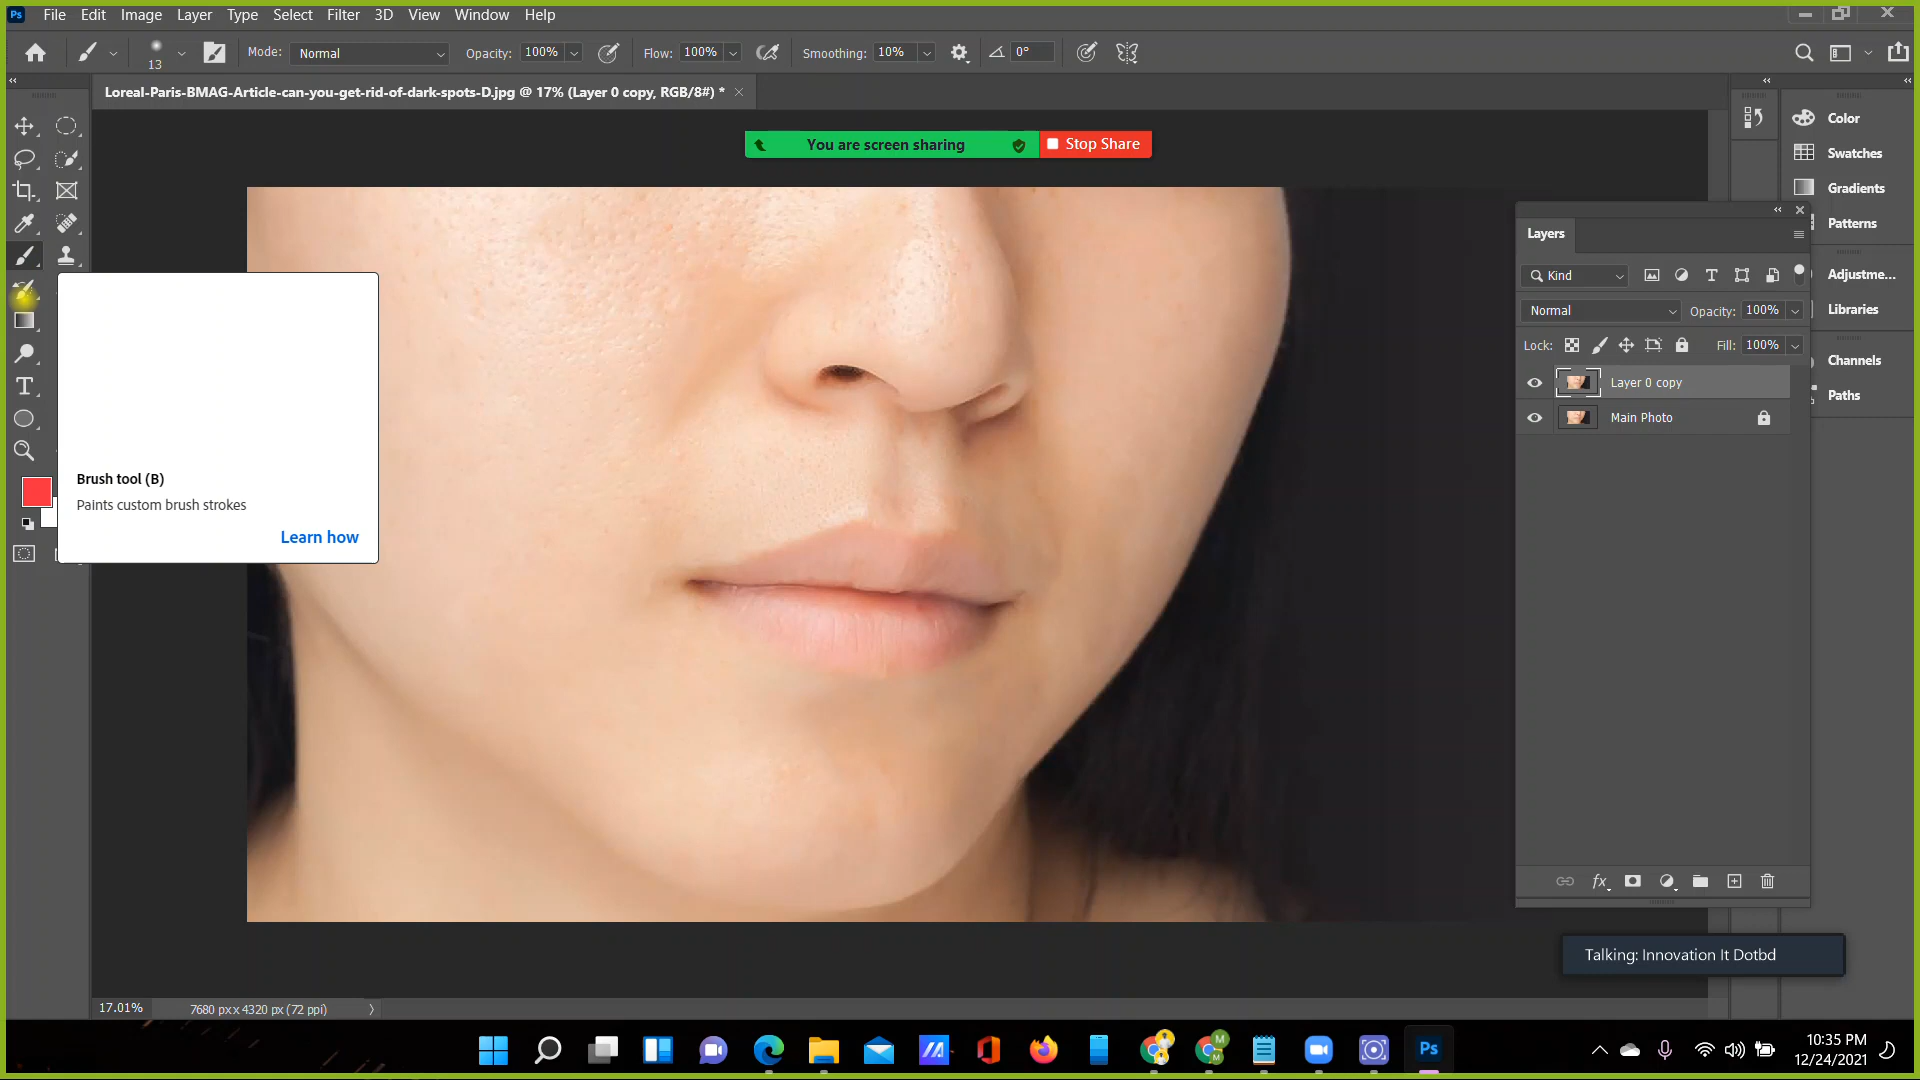 Ps File Edit Image Layer Type Select Filter 3D View Window Help
13 Mode: Normal Opacity: 100% Flow: 100% Smoothing: 10% 0°
Loreal-Paris-BMAG-Article-can-you-get-rid-of-dark-spots-D.jpg @ 17% (Layer 0 copy, RGB/8#) *
You are screen sharing Stop Share
Color
Swatches
Gradients
Patterns
Adjustme...
Libraries
Channels
Paths
Layers
Kind
Normal Opacity: 100%
Lock: Fill: 100%
Layer 0 copy
Main Photo
Brush tool (B)
Paints custom brush strokes
Learn how
Talking: Innovation It Dotbd
17.01% 7680 px x 4320 px (72 ppi)
Ps
10:35 PM
12/24/2021